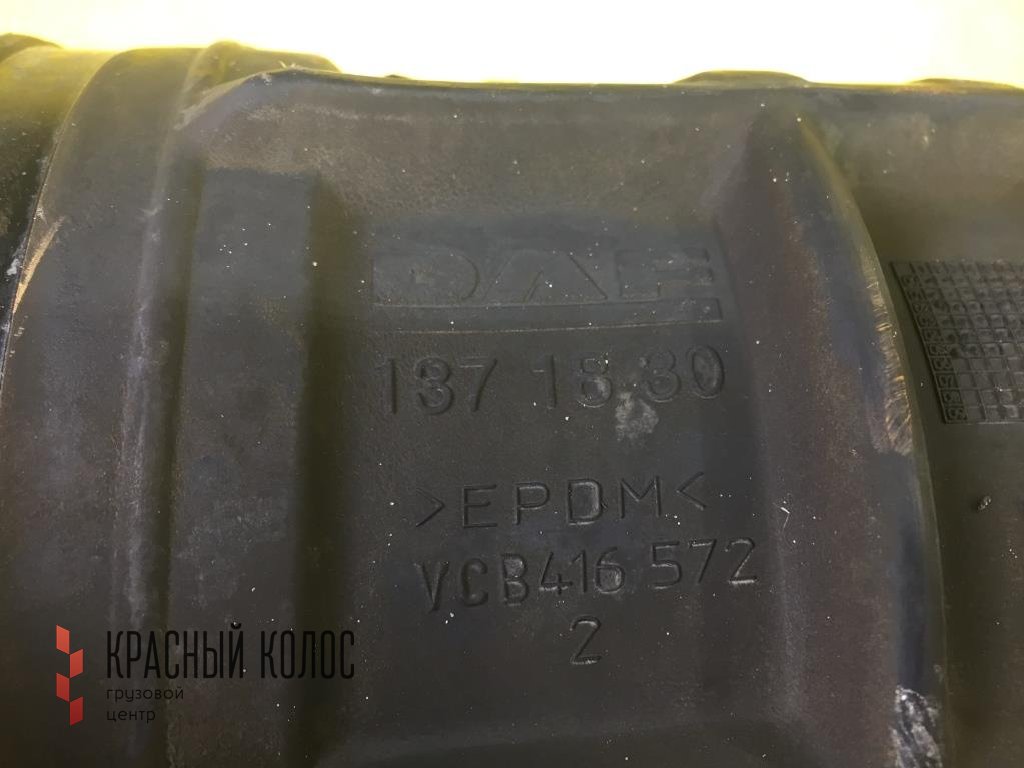 DAF
137 18 30
>EPDM<
VCB416 572
2
КРАСНЫЙ КОЛОС
грузовой
центр